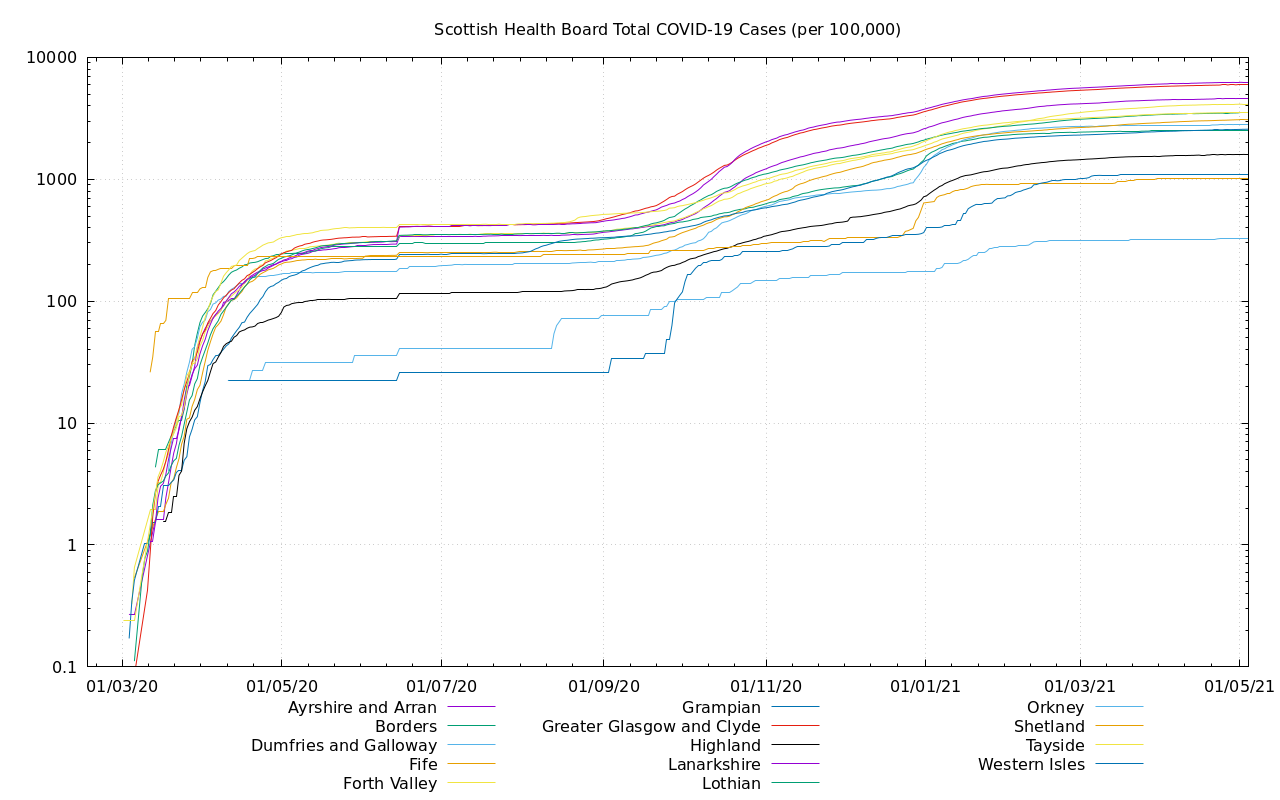 Scottish Health Board Total COVID-19 Cases (per 100,000)
10000
1000
100
10
1
0.1
01/03/20 01/05/20 01/07/20 01/09/20 01/11/20 01/01/21 01/03/21 01/05/21
Ayrshire and Arran Grampian Orkney
Borders Greater Glasgow and Clyde Shetland
Dumfries and Galloway Highland Tayside
Fife Lanarkshire Western Isles
Forth Valley Lothian